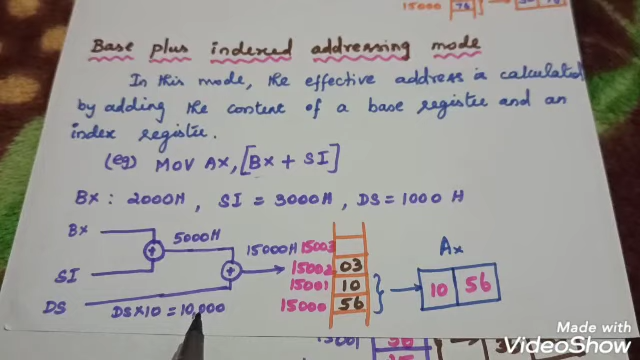 15000 76
Base plus indexed addressing mode
In this mode, the effective address is calculated
by adding the content of a base register and an
index register.
(eg) MOV AX, [BX + SI]
BX : 2000H, SI = 3000H, DS = 1000 H
BX
5000H
15000H 15003
Ax
SI
15002 03
15001 10
10 56
DS
DS×10 = 10,000
15000 56
Made with
VideoShow